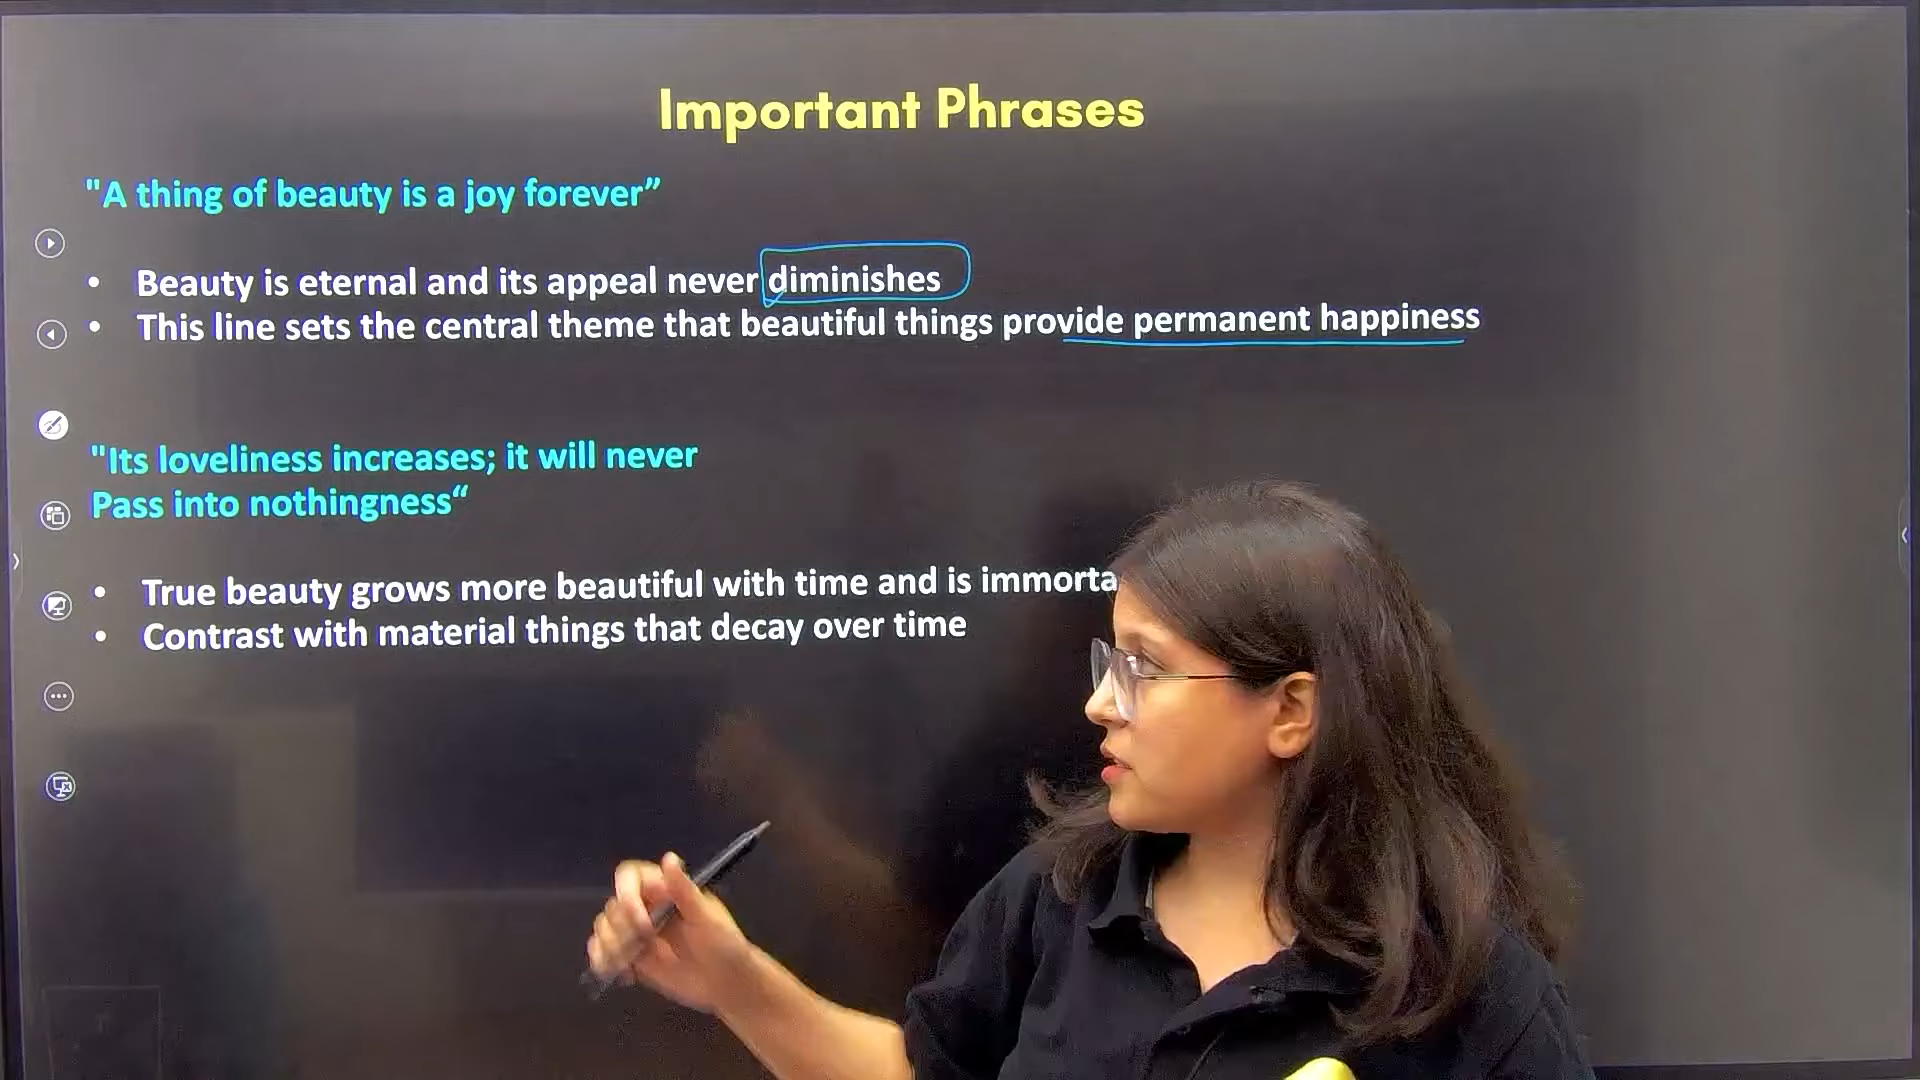 Important Phrases
"A thing of beauty is a joy forever”
• Beauty is eternal and its appeal never diminishes
• This line sets the central theme that beautiful things provide permanent happiness
"Its loveliness increases; it will never
Pass into nothingness“
• True beauty grows more beautiful with time and is immorta
• Contrast with material things that decay over time